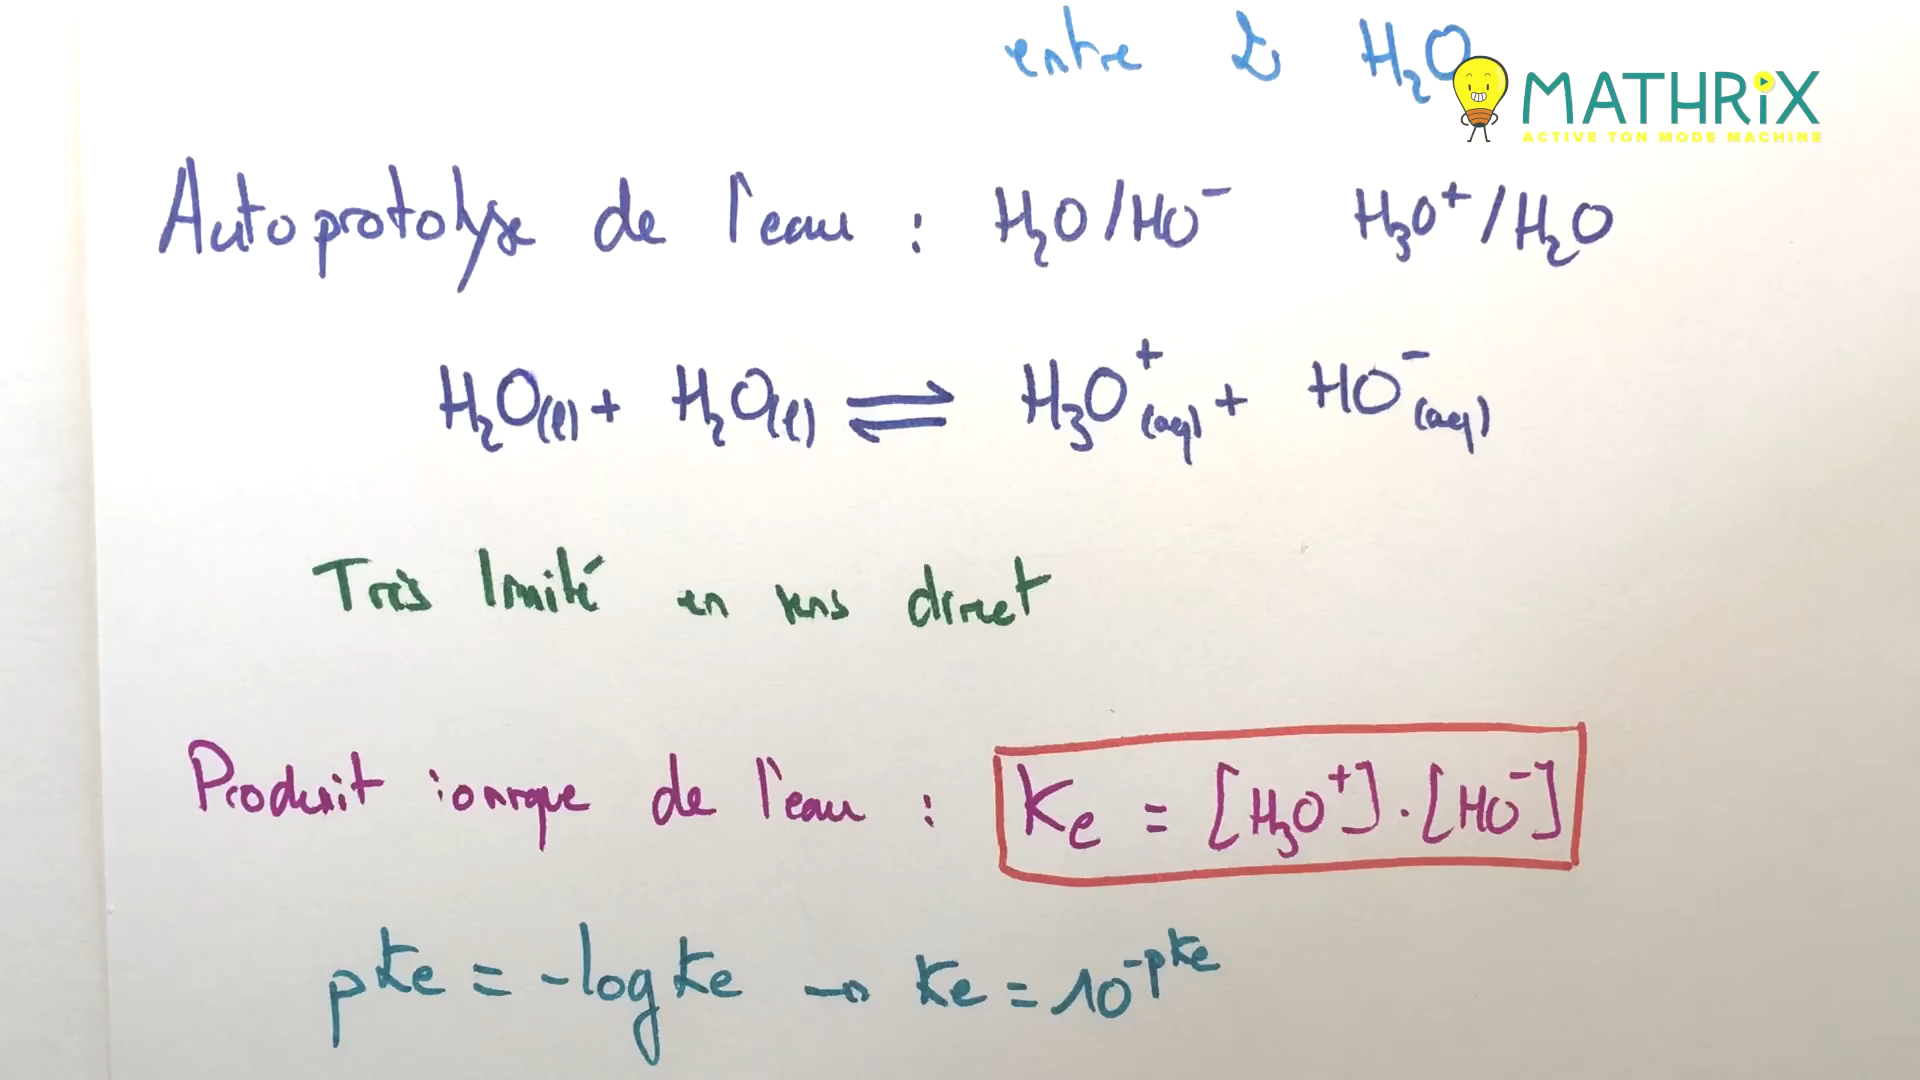 entre 2 H₂O
MATHRiX
ACTIVE TON MODE MACHINE
Autoprotolyse de l'eau : H₂O/HO⁻ H₃O⁺/H₂O
H₂O(l) + H₂O(l) ⇌ H₃O⁺(aq) + HO⁻(aq)
Très limité en sens direct
Produit ionique de l'eau : Ke = [H₃O⁺].[HO⁻]
pKe = -log Ke → Ke = 10^-pKe